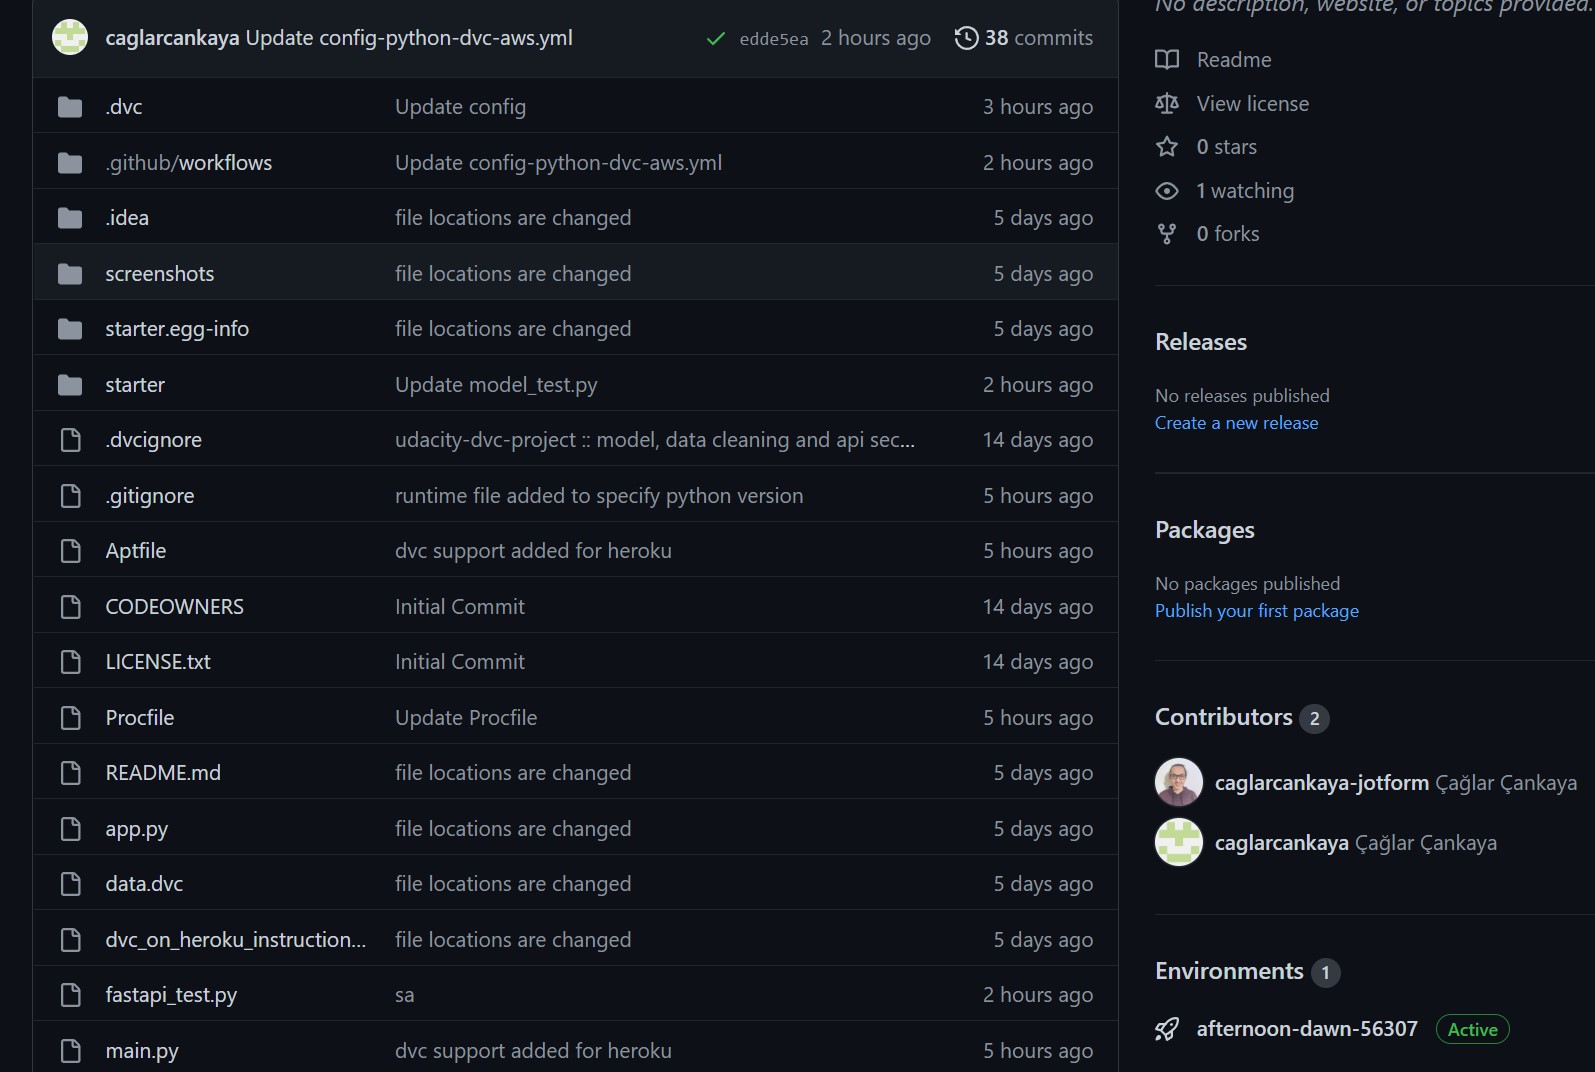 caglarcankaya Update config-python-dvc-aws.yml edde5ea 2 hours ago 38 commits
.dvc Update config 3 hours ago
.github/workflows Update config-python-dvc-aws.yml 2 hours ago
.idea file locations are changed 5 days ago
screenshots file locations are changed 5 days ago
starter.egg-info file locations are changed 5 days ago
starter Update model_test.py 2 hours ago
.dvcignore udacity-dvc-project :: model, data cleaning and api sec... 14 days ago
.gitignore runtime file added to specify python version 5 hours ago
Aptfile dvc support added for heroku 5 hours ago
CODEOWNERS Initial Commit 14 days ago
LICENSE.txt Initial Commit 14 days ago
Procfile Update Procfile 5 hours ago
README.md file locations are changed 5 days ago
app.py file locations are changed 5 days ago
data.dvc file locations are changed 5 days ago
dvc_on_heroku_instruction... file locations are changed 5 days ago
fastapi_test.py sa 2 hours ago
main.py dvc support added for heroku 5 hours ago
No description, website, or topics provided.
Readme
View license
0 stars
1 watching
0 forks
Releases
No releases published
Create a new release
Packages
No packages published
Publish your first package
Contributors 2
caglarcankaya-jotform Çağlar Çankaya
caglarcankaya Çağlar Çankaya
Environments 1
afternoon-dawn-56307 Active